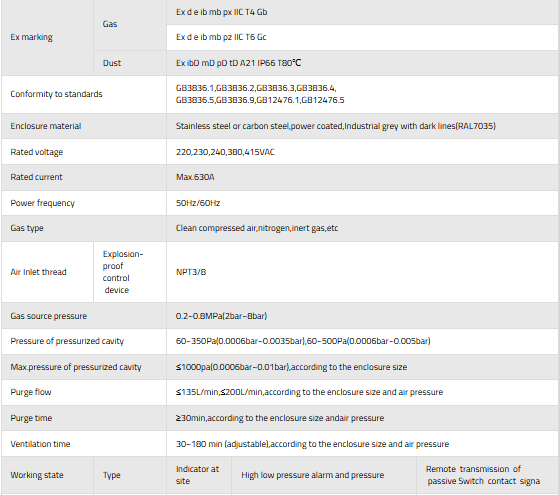 Ex marking
Gas
Ex d e ib mb px IIC T4 Gb
Ex d e ib mb pz IIC T6 Gc
Dust
Ex ibD mD pD tD A21 IP66 T80℃
Conformity to standards
GB3836.1,GB3836.2,GB3836.3,GB3836.4,
GB3836.5,GB3836.9,GB12476.1,GB12476.5
Enclosure material
Stainless steel or carbon steel,power coated,Industrial grey with dark lines(RAL7035)
Rated voltage
220,230,240,380,415VAC
Rated current
Max.630A
Power frequency
50Hz/60Hz
Gas type
Clean compressed air,nitrogen,inert gas,etc
Air Inlet thread
Explosion-
proof
control
device
NPT3/8
Gas source pressure
0.2~0.8MPa(2bar~8bar)
Pressure of pressurized cavity
60~350Pa(0.0006bar~0.0035bar),60~500Pa(0.0006bar~0.005bar)
Max.pressure of pressurized cavity
≤1000pa(0.0006bar~0.01bar),according to the enclosure size
Purge flow
≤135L/min,≤200L/min,according to the enclosure size and air pressure
Purge time
≥30min,according to the enclosure size andair pressure
Ventilation time
30~180 min (adjustable),according to the enclosure size and air pressure
Working state
Type
Indicator at
site
High low pressure alarm and pressure
Remote transmission of
passive Switch contact signa